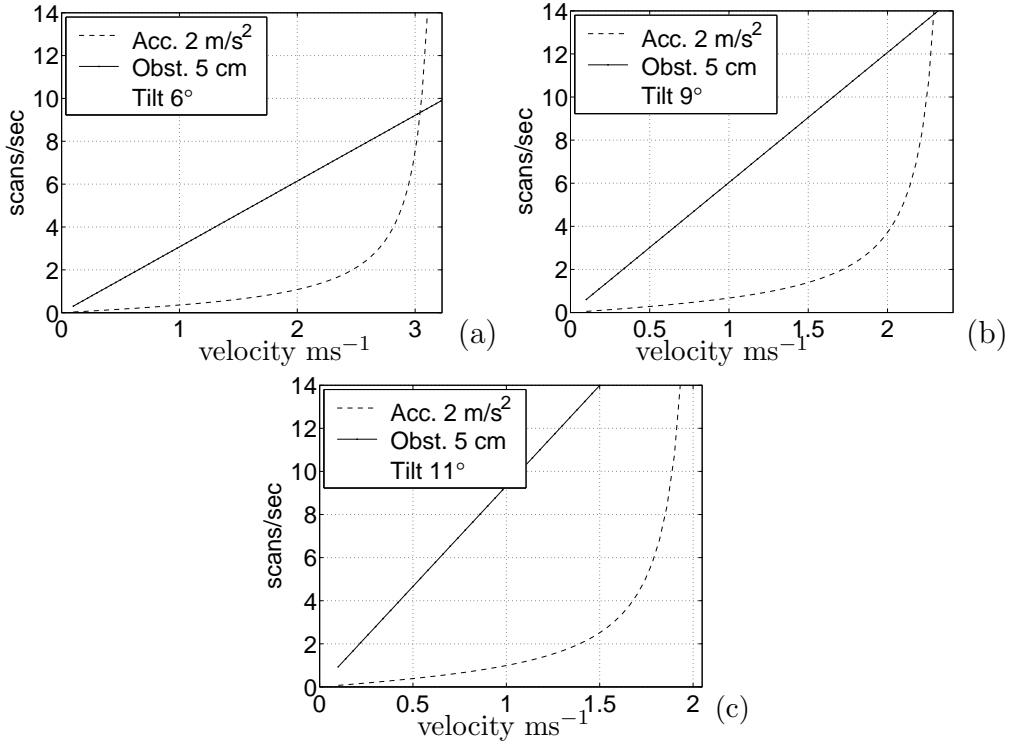 14
12
10
8
6
4
2
0
scans/sec
Acc. 2 m/s²
Obst. 5 cm
Tilt 6°
0 1 2 3
velocity ms⁻¹
(a)
14
12
10
8
6
4
2
0
scans/sec
Acc. 2 m/s²
Obst. 5 cm
Tilt 9°
0 0.5 1 1.5 2
velocity ms⁻¹
(b)
14
12
10
8
6
4
2
0
scans/sec
Acc. 2 m/s²
Obst. 5 cm
Tilt 11°
0 0.5 1 1.5 2
velocity ms⁻¹
(c)